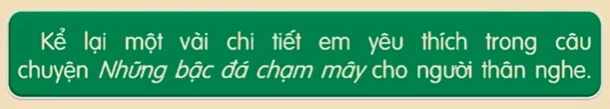 Kể lại một vài chi tiết em yêu thích trong câu
chuyện Những bậc đá chạm mây cho người thân nghe.